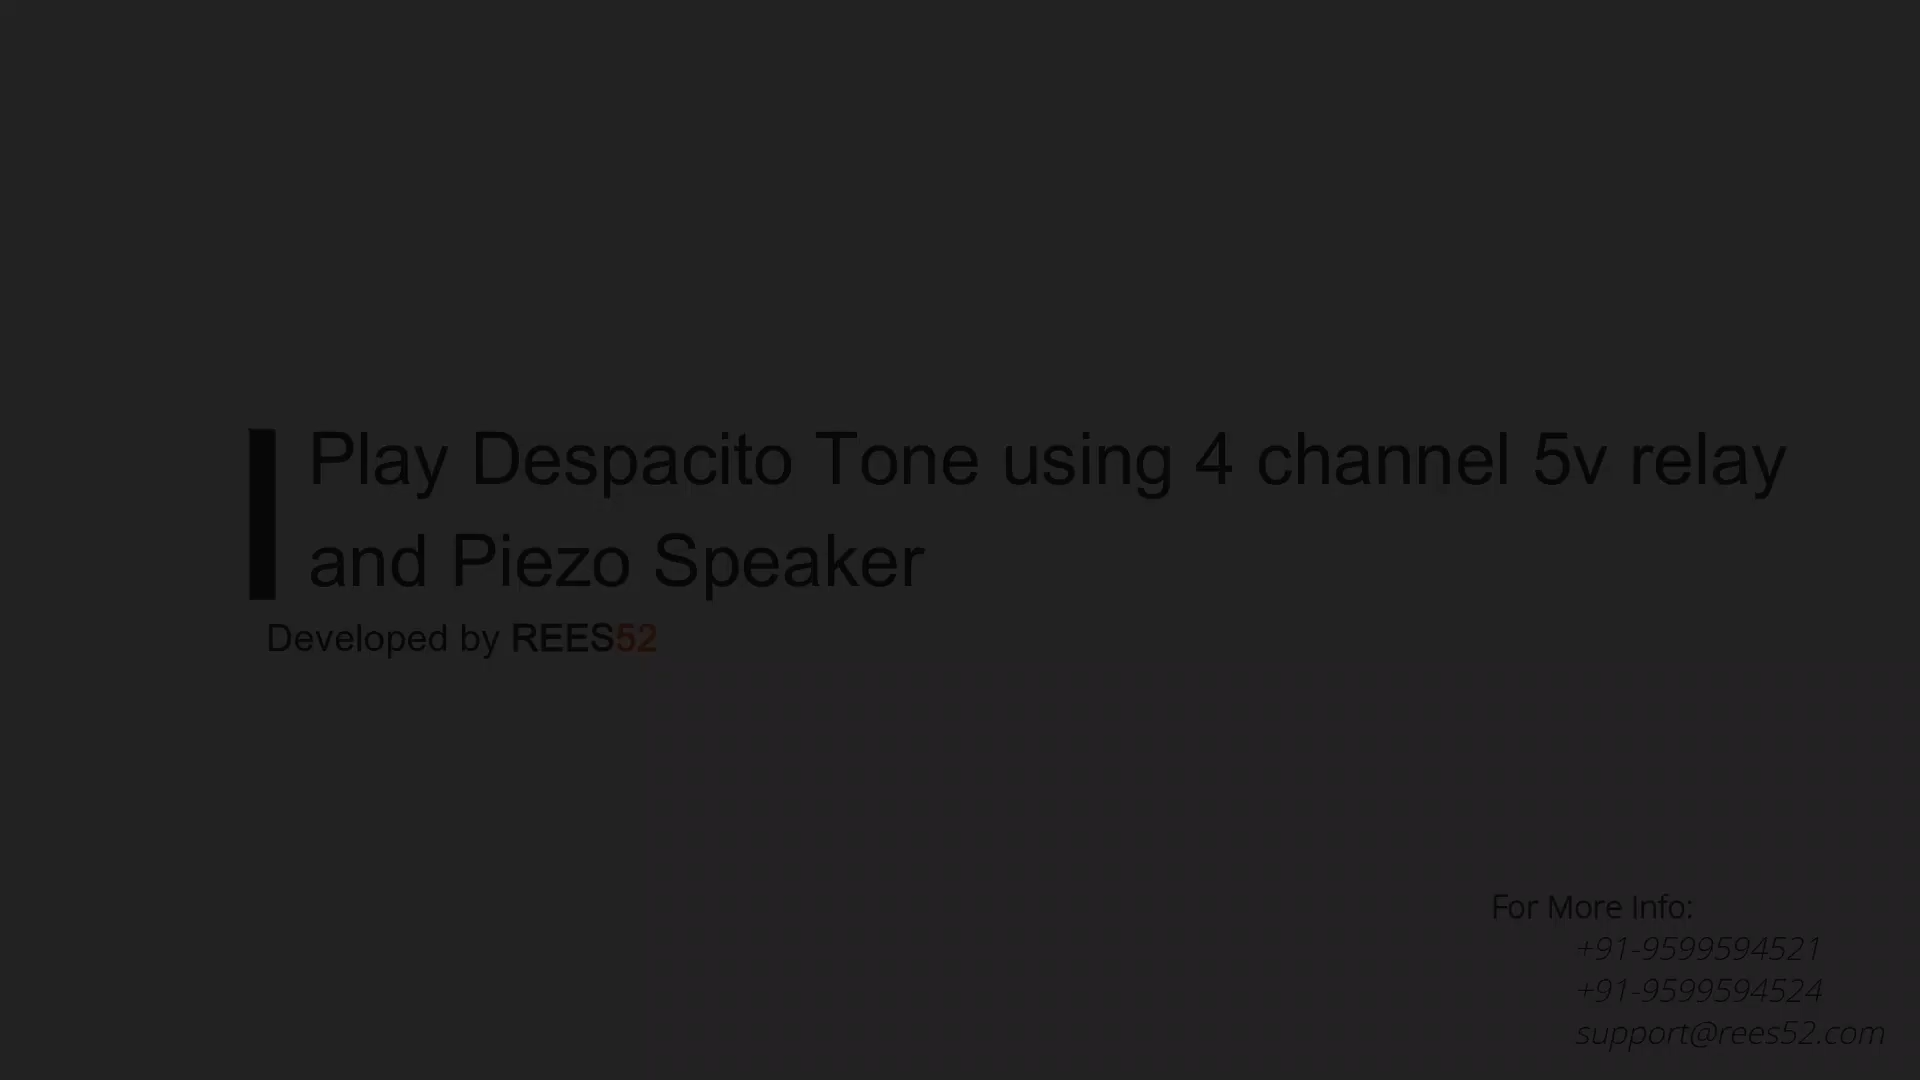 Play Despacito Tone using 4 channel 5v relay
and Piezo Speaker
Developed by REES52
For More Info:
+91-9599594521
+91-9599594524
support@rees52.com